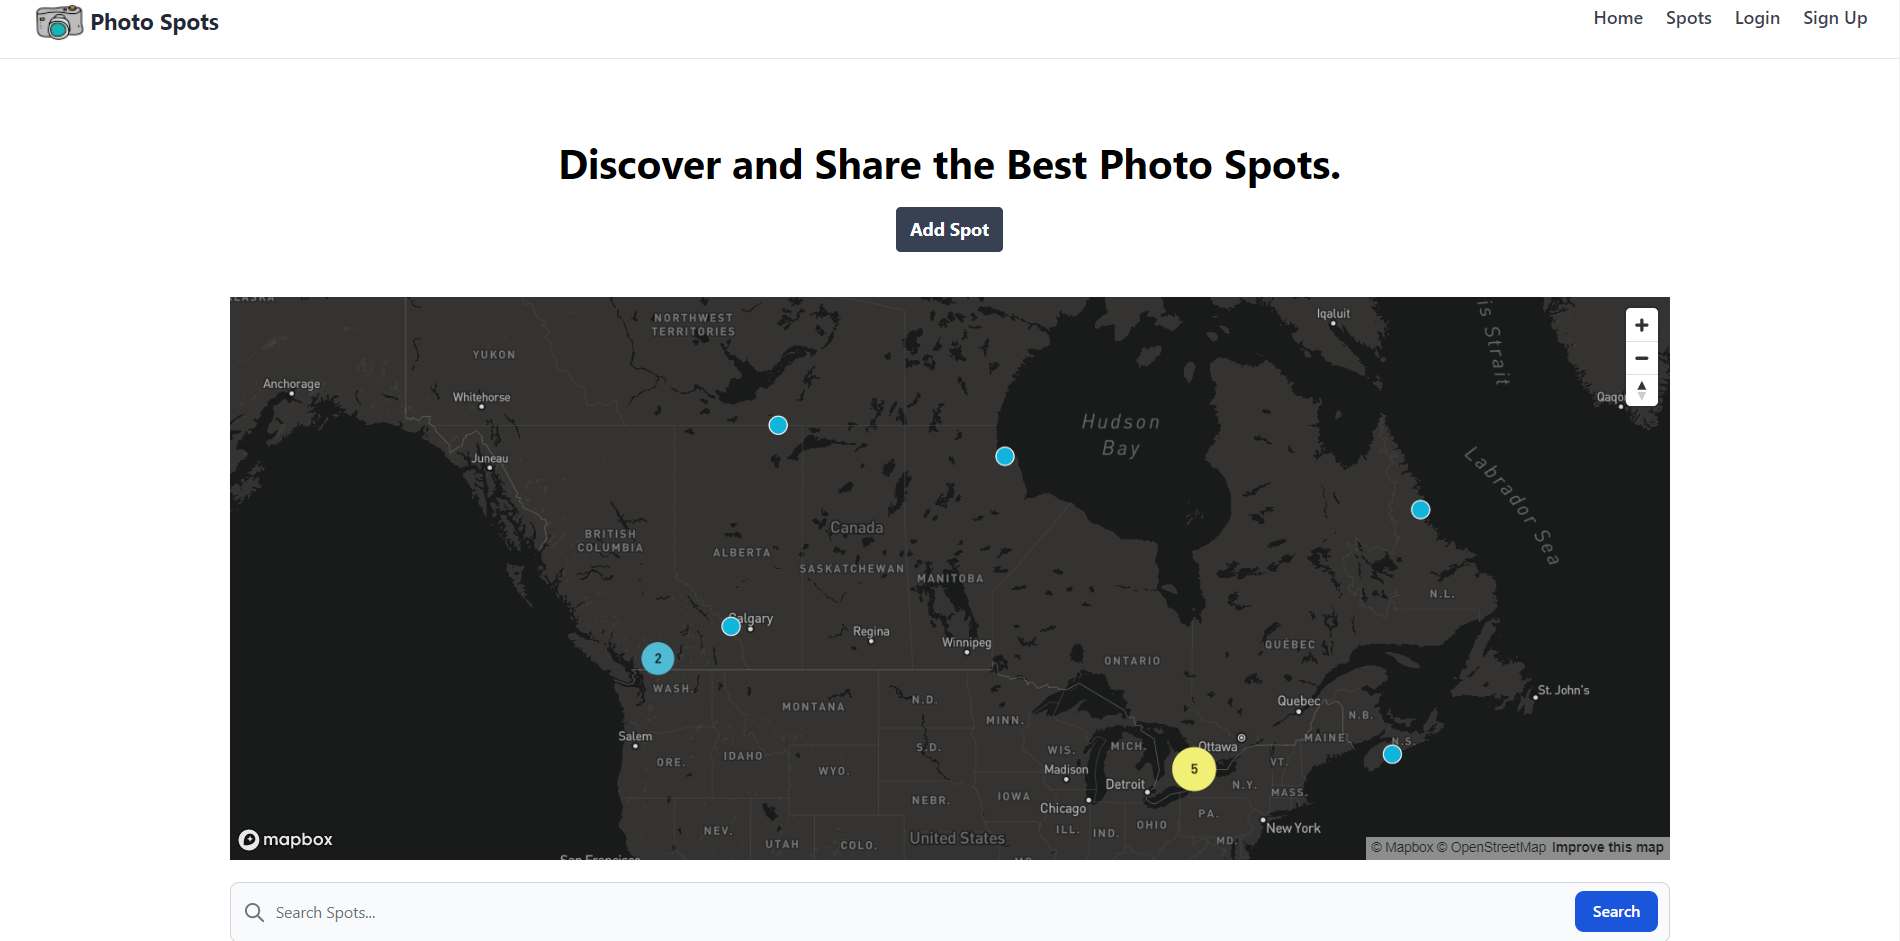 Photo Spots
Home Spots Login Sign Up
Discover and Share the Best Photo Spots.
Add Spot
NORTHWEST
TERRITORIES
Iqaluit
YUKON
Anchorage
Whitehorse
Hudson
Bay
Juneau
Labrador Sea
Canada
BRITISH
COLUMBIA
ALBERTA
SASKATCHEWAN
MANITOBA
N.L.
Calgary
Regina
Winnipeg
QUÉBEC
ONTARIO
2
WASH.
St. John's
MONTANA
N.D.
Quebec
MINN.
N.B.
Salem
MAINE
N.S.
Ottawa
MICH.
WIS.
S.D.
IDAHO
ORE.
WYO.
VT.
Madison
5
Detroit
N.Y.
MASS.
IOWA
NEBR.
Chicago
PA.
NEV.
ILL.
IND.
OHIO
New York
UTAH
COLO.
United States
MD.
mapbox
© Mapbox © OpenStreetMap Improve this map
Search Spots...
Search